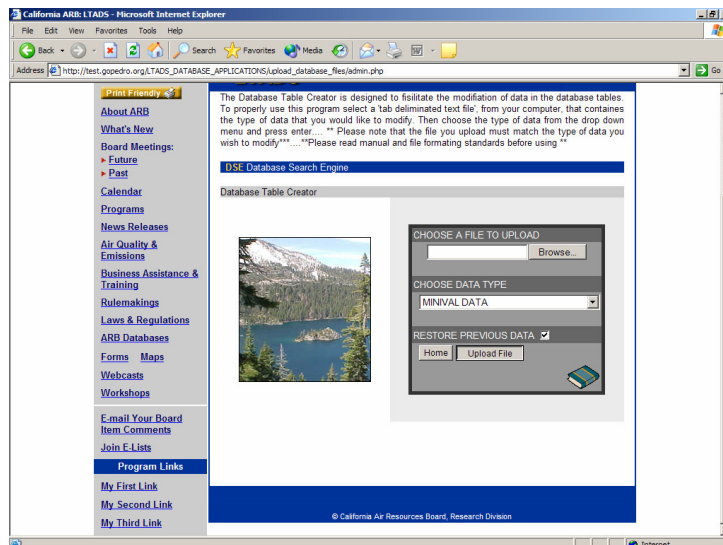 California ARB: LTADS - Microsoft Internet Explorer
File Edit View Favorites Tools Help
Back Search Favorites Media
Address http://test.gopedro.org/LTADS_DATABASE_APPLICATIONS/upload_database_files/admin.php Go
Print Friendly
About ARB
What's New
Board Meetings:
Future
Past
Calendar
Programs
News Releases
Air Quality &
Emissions
Business Assistance &
Training
Rulemakings
Laws & Regulations
ARB Databases
Forms Maps
Webcasts
Workshops
E-mail Your Board
Item Comments
Join E-Lists
Program Links
My First Link
My Second Link
My Third Link
The Database Table Creator is designed to fisilitate the modifiation of data in the database tables.
To properly use this program select a 'tab deliminated text file', from your computer, that containes
the type of data that you would like to modify. Then choose the type of data from the drop down
menu and press enter.... ** Please note that the file you upload must match the type of data you
wish to modify***....**Please read manual and file formating standards before using **
DSE Database Search Engine
Database Table Creator
CHOOSE A FILE TO UPLOAD
Browse...
CHOOSE DATA TYPE
MINIVAL DATA
RESTORE PREVIOUS DATA
Home Upload File
© California Air Resources Board, Research Division
Internet